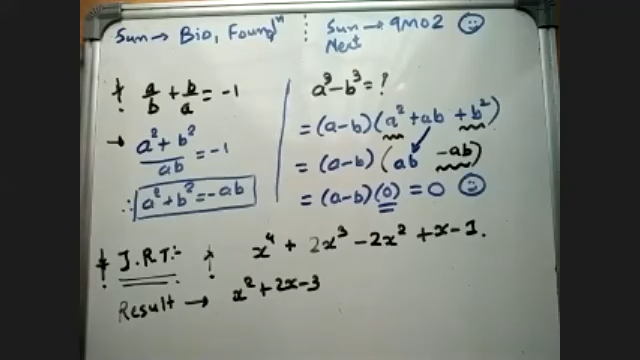 Sun → Bio, Foundⁿ
Sun → 9M02 ☺
Next
* a/b + b/a = -1
→ (a² + b²)/ab = -1
∴ a² + b² = -ab
a³ - b³ = ?
= (a-b)(a² + ab + b²)
= (a-b)(ab - ab)
= (a-b)(0) = 0 ☺
* I.R.T:- * x⁴ + 2x³ - 2x² + x - 1.
Result → x² + 2x - 3